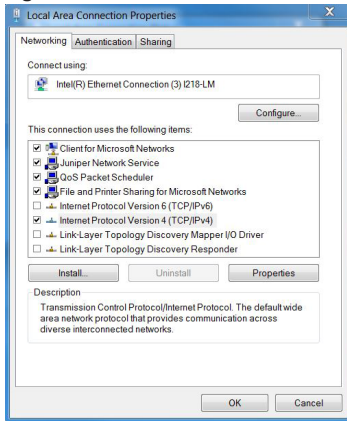 Local Area Connection Properties
X
Networking Authentication Sharing
Connect using:
Intel(R) Ethernet Connection (3) I218-LM
Configure...
This connection uses the following items:
Client for Microsoft Networks
Juniper Network Service
QoS Packet Scheduler
File and Printer Sharing for Microsoft Networks
Internet Protocol Version 6 (TCP/IPv6)
Internet Protocol Version 4 (TCP/IPv4)
Link-Layer Topology Discovery Mapper I/O Driver
Link-Layer Topology Discovery Responder
Install... Uninstall Properties
Description
Transmission Control Protocol/Internet Protocol. The default wide
area network protocol that provides communication across
diverse interconnected networks.
OK Cancel